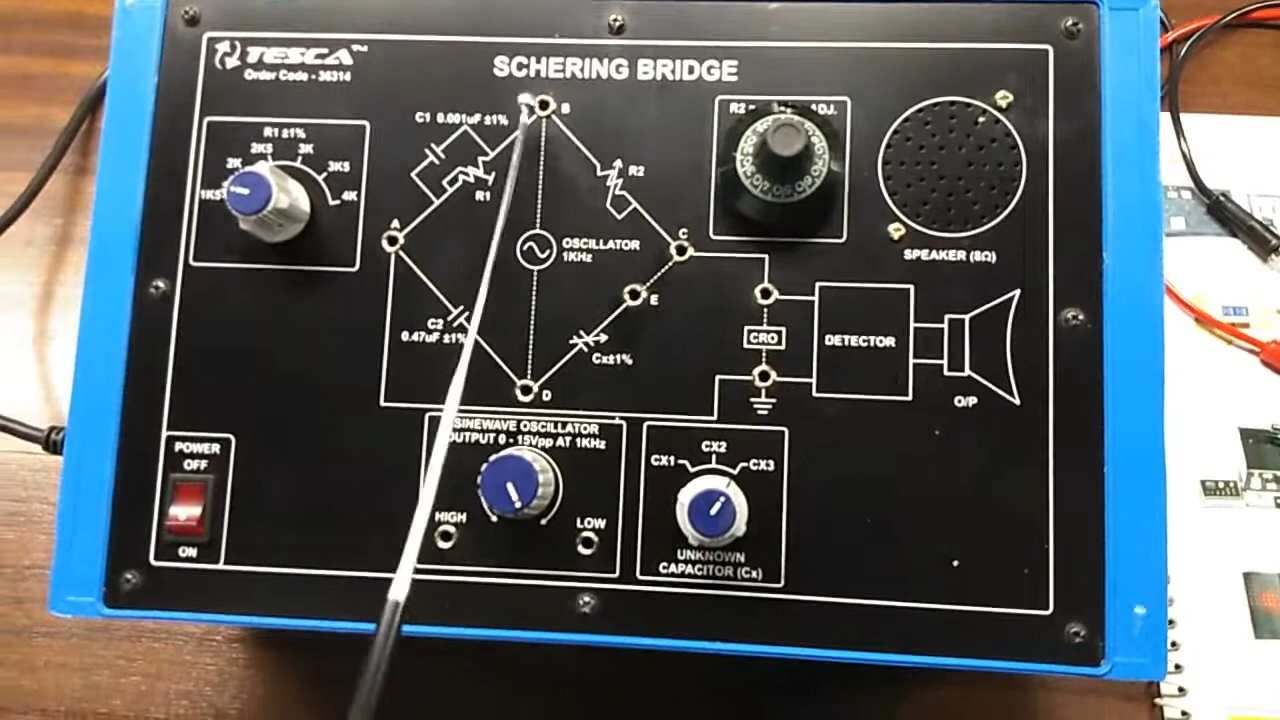 TESCA™
Order Code - 36314
SCHERING BRIDGE
R1 ±1%
1K5
2K
2K5
3K
3K5
4K
C1 0.001uF ±1%
R1
A
B
R2
C
OSCILLATOR
1KHz
E
C2
0.47uF ±1%
Cx±1%
D
ADJ.
SPEAKER (8Ω)
CRO
DETECTOR
O/P
POWER
OFF
ON
SINEWAVE OSCILLATOR
OUTPUT 0 - 15Vpp AT 1KHz
HIGH
LOW
CX1
CX2
CX3
UNKNOWN
CAPACITOR (Cx)